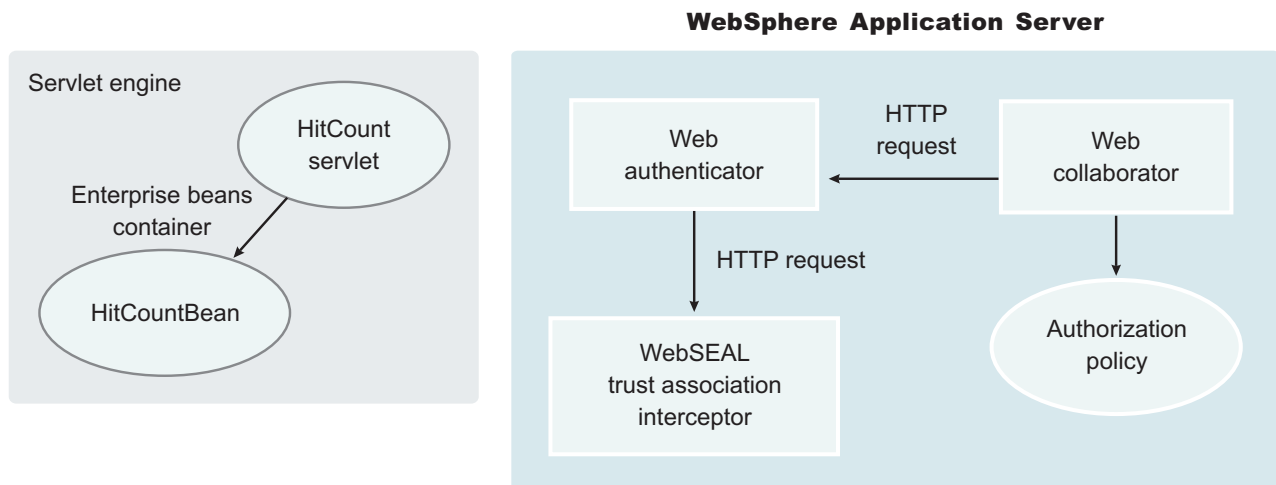 WebSphere Application Server
Servlet engine
HitCount
servlet
Enterprise beans
container
HitCountBean
Web
authenticator
HTTP
request
Web
collaborator
HTTP request
WebSEAL
trust association
interceptor
Authorization
policy